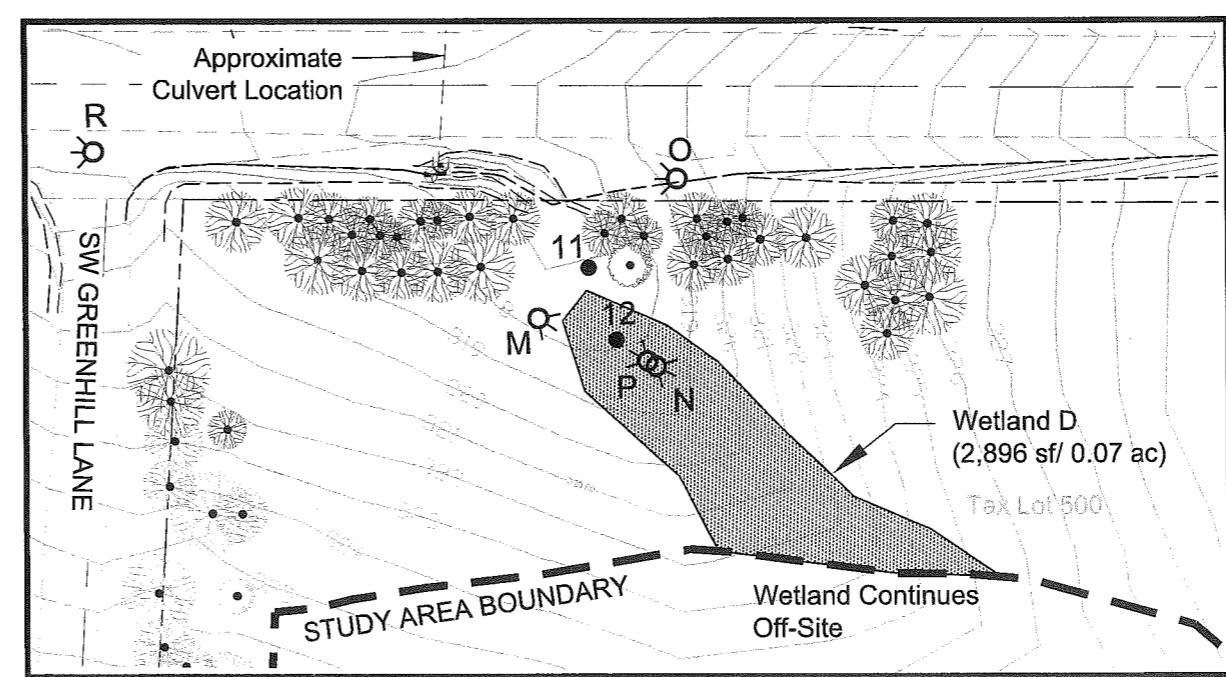 Approximate
Culvert Location
R
O
SW GREENHILL LANE
11
12
M
P
N
Wetland D
(2,896 sf/ 0.07 ac)
Tax Lot 500
STUDY AREA BOUNDARY
Wetland Continues
Off-Site